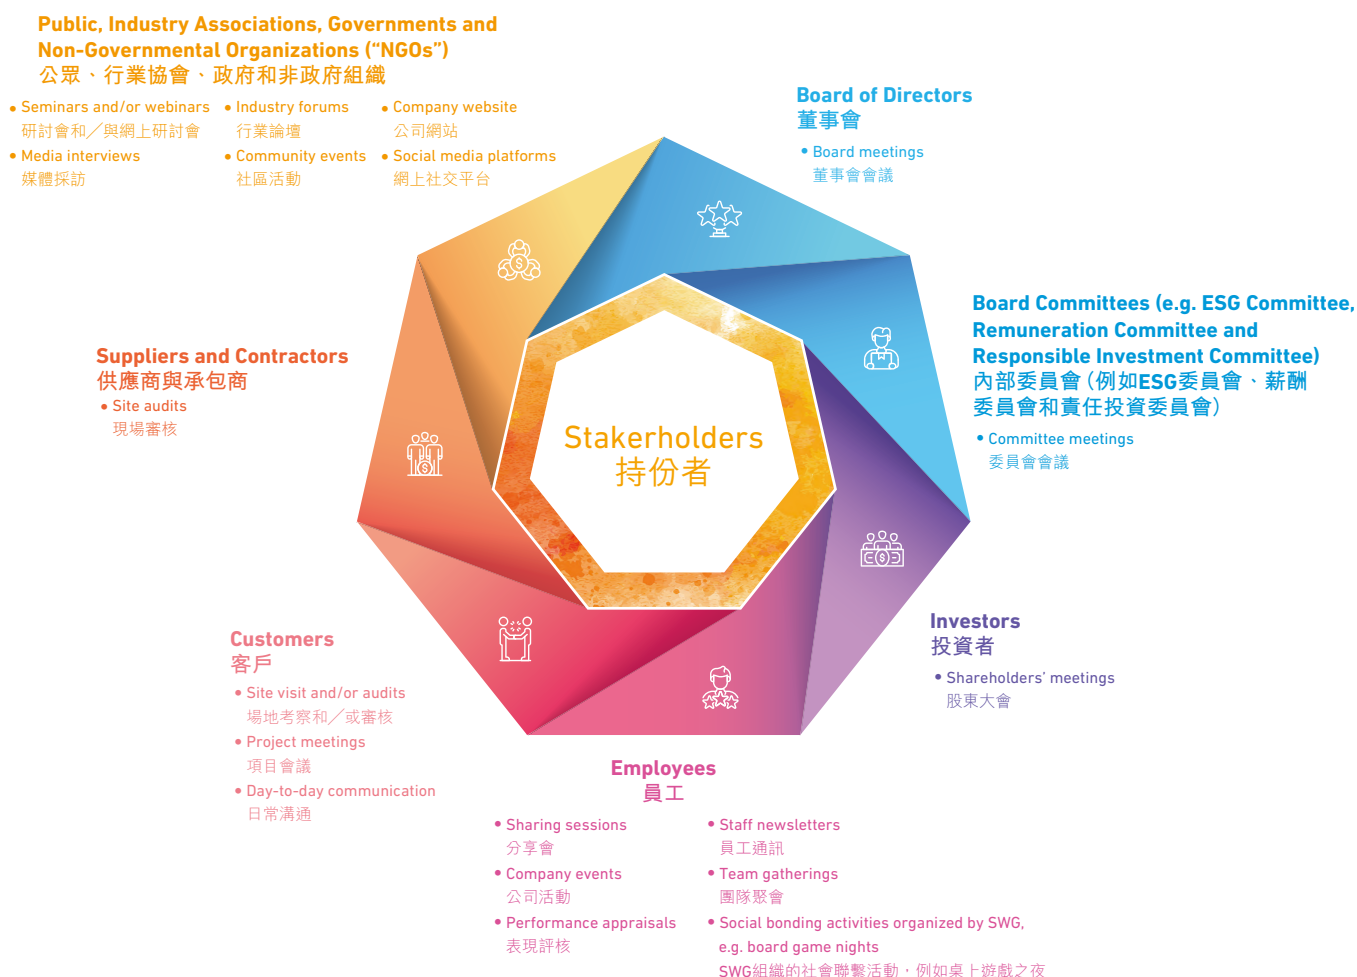 Public, Industry Associations, Governments and
Non-Governmental Organizations (“NGOs”)
公眾、行業協會、政府和非政府組織
• Seminars and/or webinars
研討會和╱與網上研討會
• Media interviews
媒體採訪
• Industry forums
行業論壇
• Community events
社區活動
• Company website
公司網站
• Social media platforms
網上社交平台
Board of Directors
董事會
• Board meetings
董事會會議
Board Committees (e.g. ESG Committee,
Remuneration Committee and
Responsible Investment Committee)
內部委員會（例如ESG委員會、薪酬
委員會和責任投資委員會）
• Committee meetings
委員會會議
Suppliers and Contractors
供應商與承包商
• Site audits
現場審核
Stakerholders
持份者
Investors
投資者
• Shareholders’ meetings
股東大會
Customers
客戶
• Site visit and/or audits
場地考察和╱或審核
• Project meetings
項目會議
• Day-to-day communication
日常溝通
Employees
員工
• Sharing sessions
分享會
• Company events
公司活動
• Performance appraisals
表現評核
• Staff newsletters
員工通訊
• Team gatherings
團隊聚會
• Social bonding activities organized by SWG,
e.g. board game nights
SWG組織的社會聯繫活動，例如桌上遊戲之夜